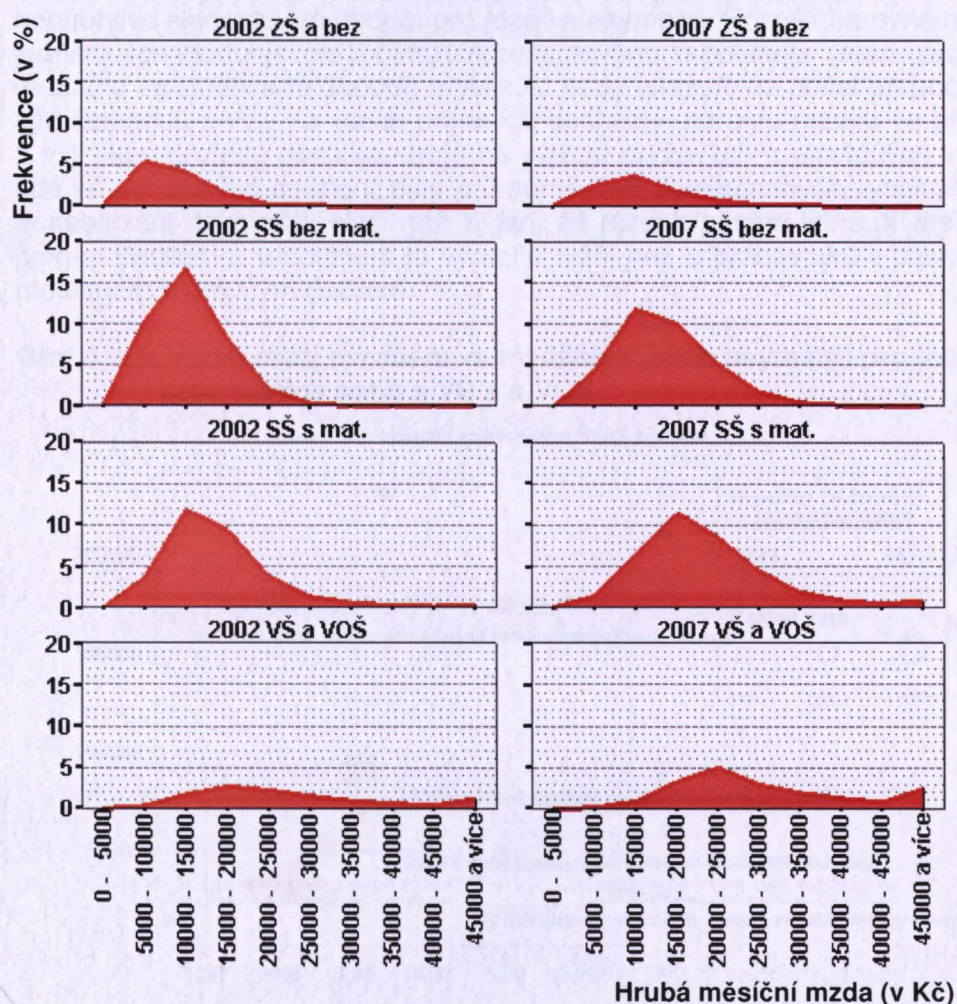 Frekvence (v %)
2002 ZŠ a bez
2007 ZŠ a bez
20
15
10
5
0
2002 SŠ bez mat.
2007 SŠ bez mat.
20
15
10
5
0
2002 SŠ s mat.
2007 SŠ s mat.
20
15
10
5
0
2002 VŠ a VOŠ
2007 VŠ a VOŠ
20
15
10
5
0
0 - 5000
5000 10000
10000 15000
15000 20000
20000 25000
25000 30000
30000 35000
35000 40000
40000 45000
45000 a více
0 - 5000
5000 10000
10000 15000
15000 20000
20000 25000
25000 30000
30000 35000
35000 40000
40000 45000
45000 a více
Hrubá měsíční mzda (v Kč)